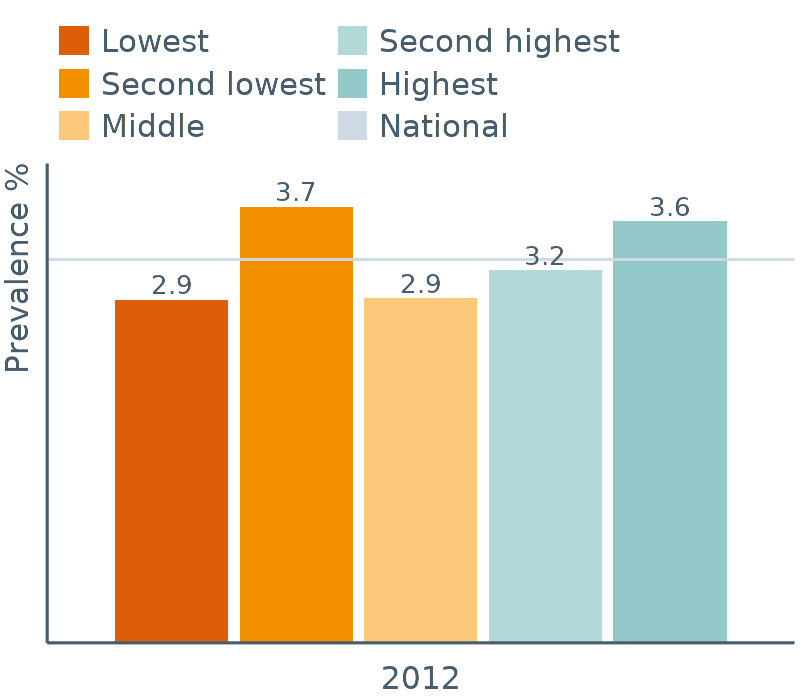 Lowest
Second lowest
Middle
Second highest
Highest
National
Prevalence %
2.9
3.7
2.9
3.2
3.6
2012